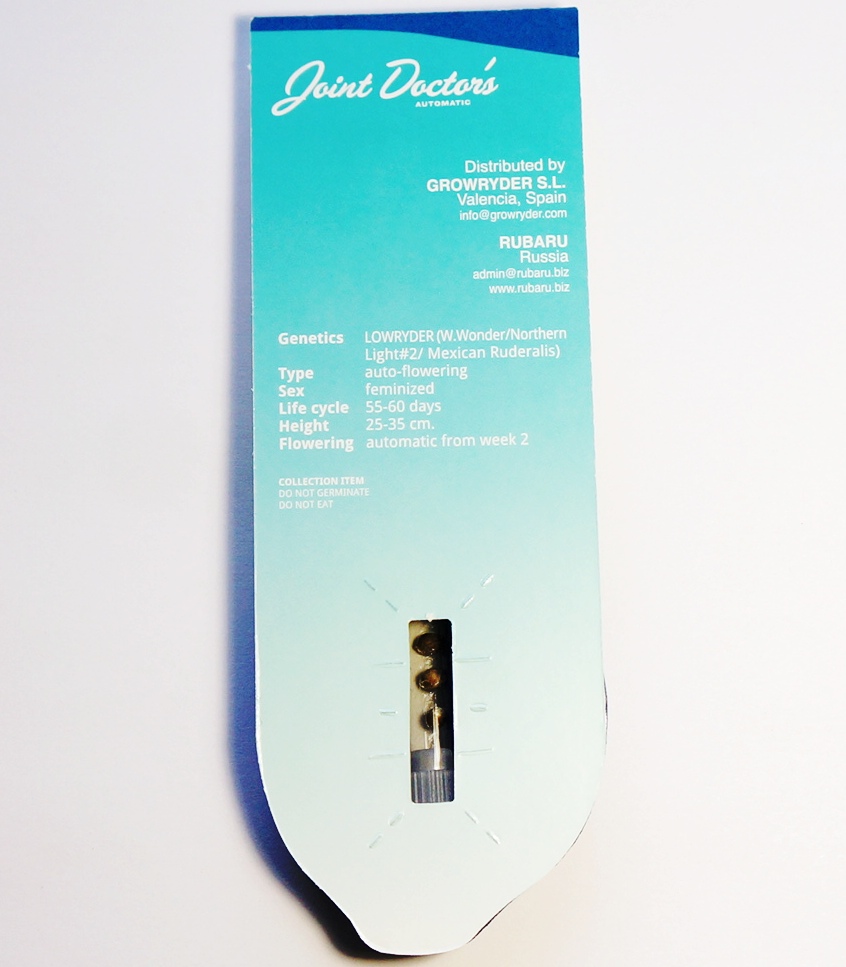 Joint Doctor's
AUTOMATIC
Distributed by
GROWRYDER S.L.
Valencia, Spain
info@growryder.com
RUBARU
Russia
admin@rubaru.biz
www.rubaru.biz
Genetics LOWRYDER (W.Wonder/Northern
Light#2/ Mexican Ruderalis)
Type auto-flowering
Sex feminized
Life cycle 55-60 days
Height 25-35 cm.
Flowering automatic from week 2
COLLECTION ITEM
DO NOT GERMINATE
DO NOT EAT